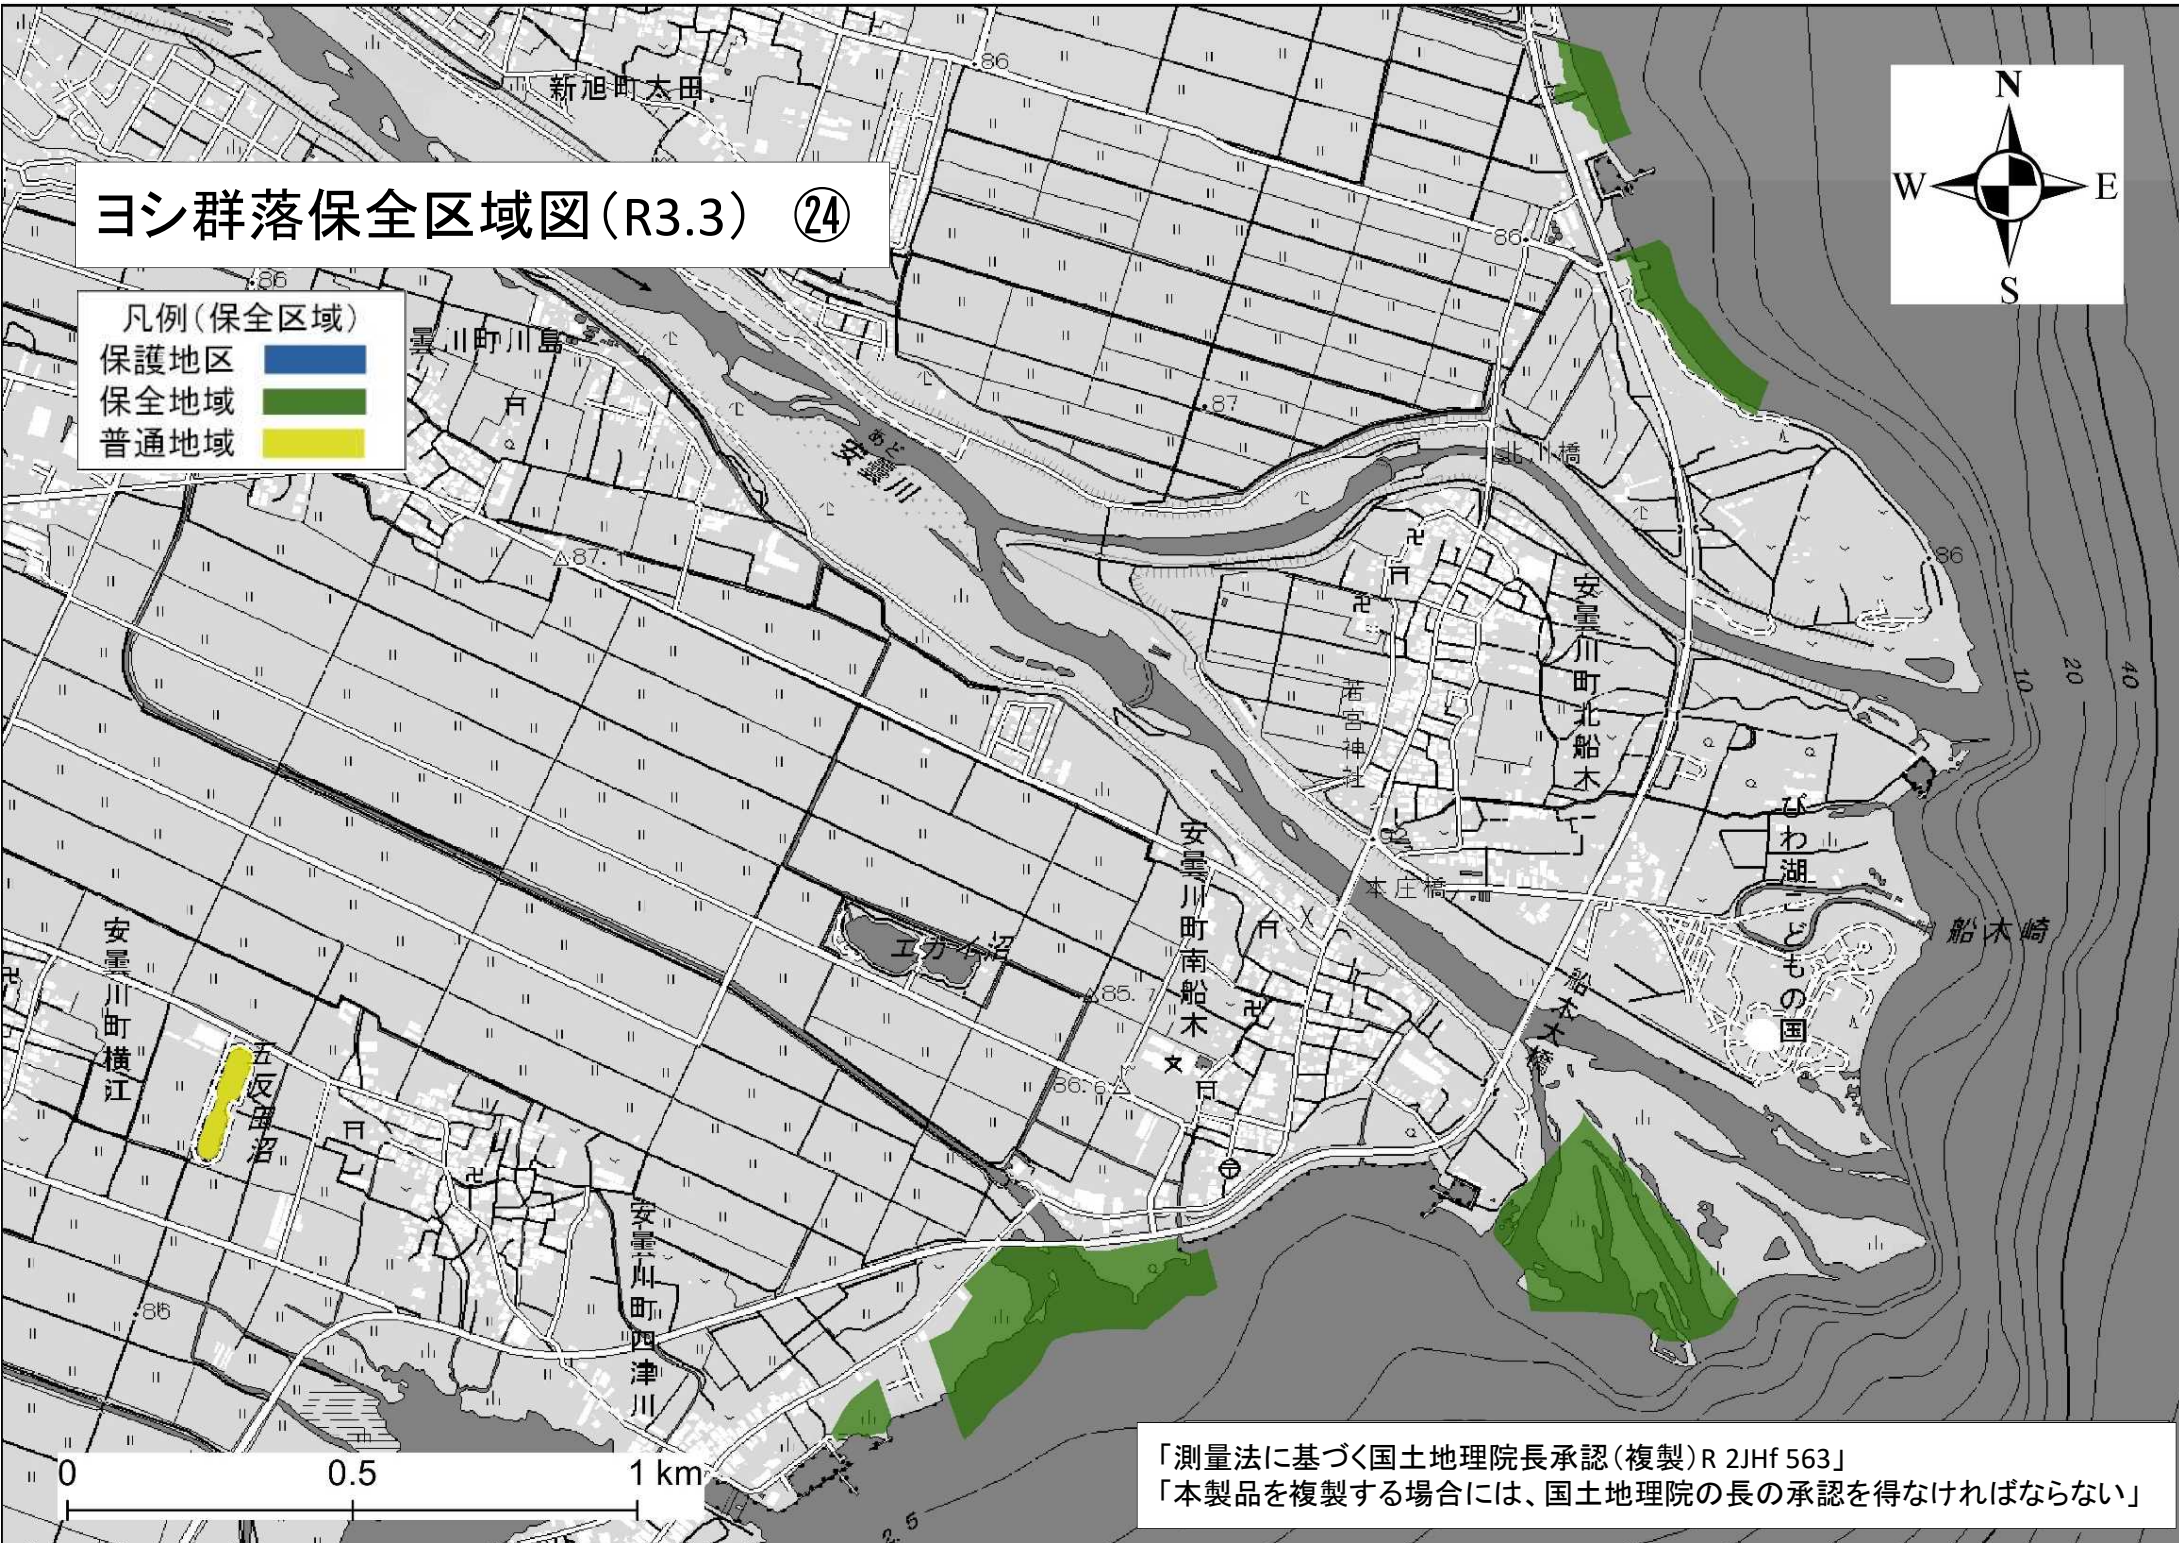 新旭町太田
86
N
W
E
S
ヨシ群落保全区域図(R3.3) ㉔
86
86
凡例(保全区域)
保護地区
保全地域
普通地域
曇川町川島
87
あど
安曇川
北川橋
87.1
86
安曇川町北船木
若宮神社
10
20
40
92
びわ湖こどもの国
安曇川町南船木
本庄橋
船木崎
安曇川町横江
エカイ沼
85.7
船木大橋
五反田沼
86.6
安曇川町四津川
86
0
0.5
1 km
2.5
「測量法に基づく国土地理院長承認(複製)R 2JHf 563」
「本製品を複製する場合には、国土地理院の長の承認を得なければならない」